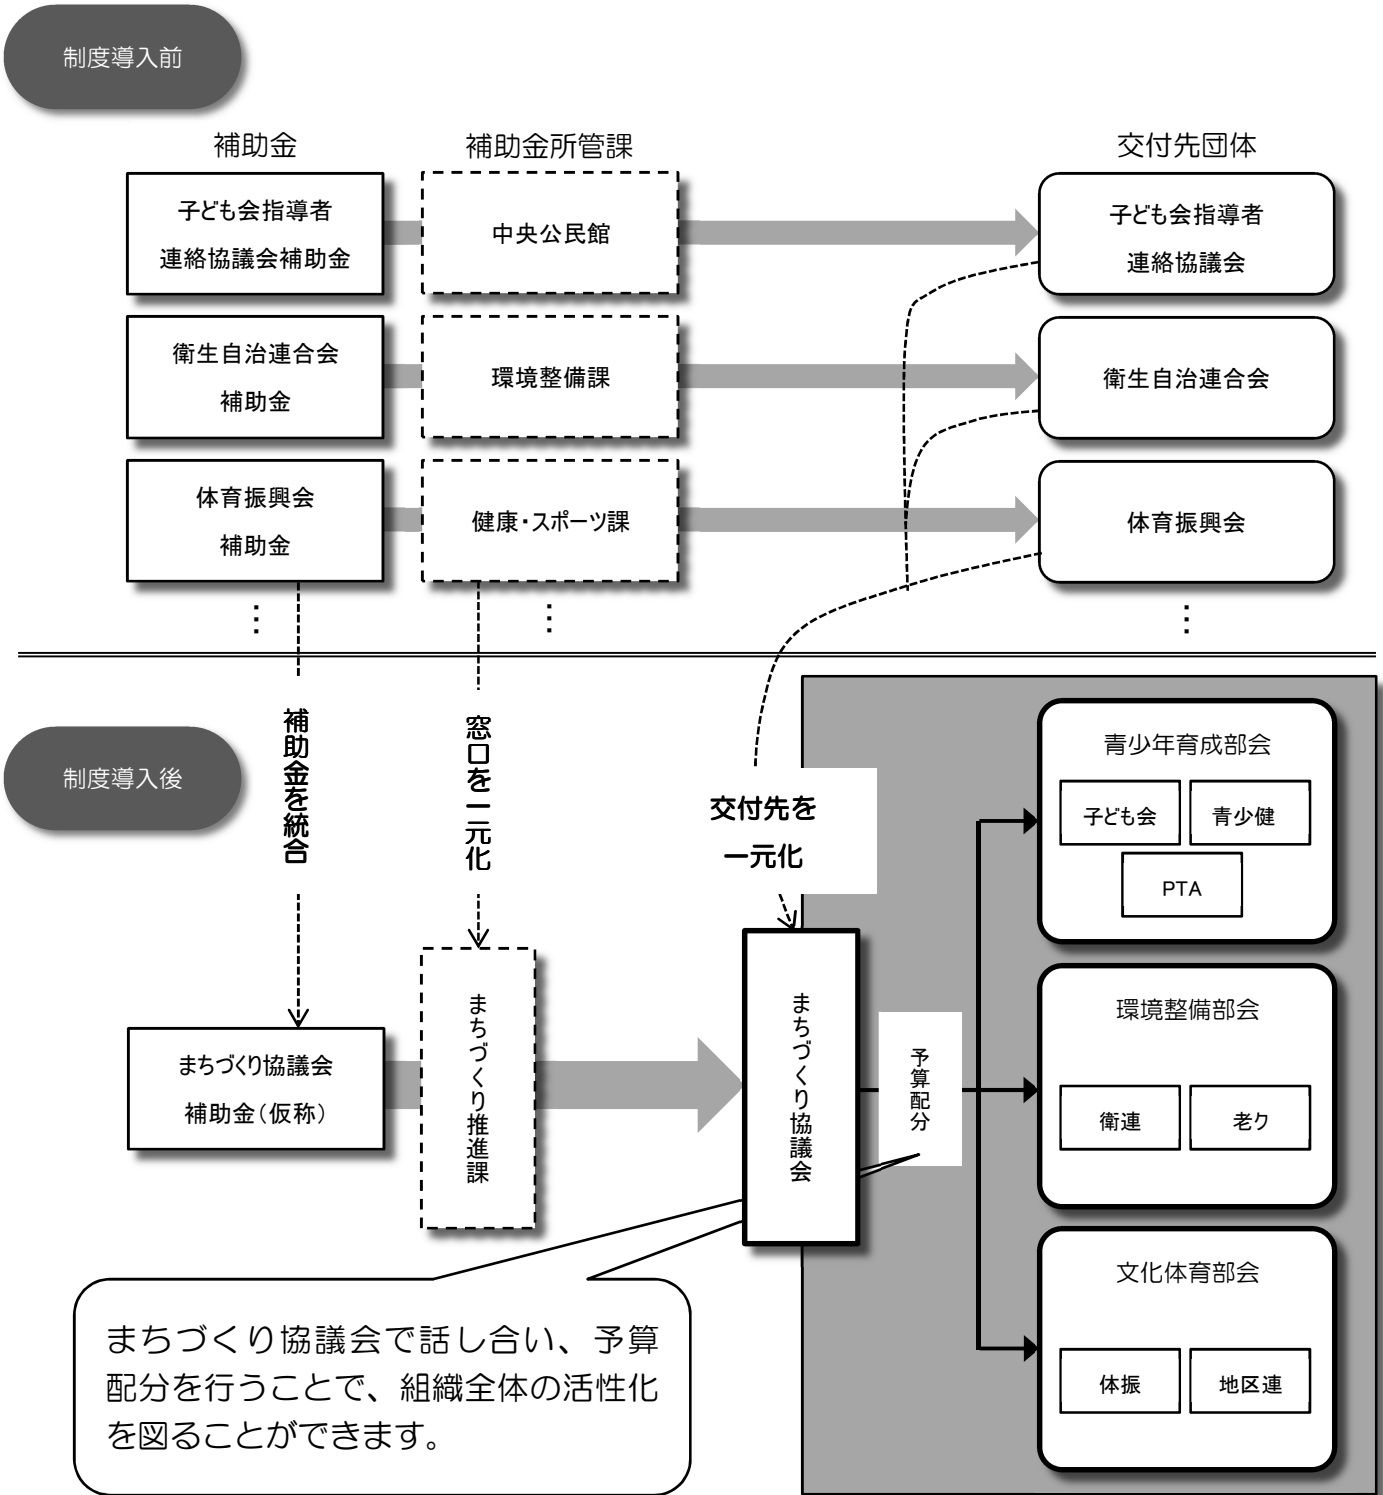 制度導入前
補助金
補助金所管課
交付先団体
子ども会指導者
連絡協議会補助金
中央公民館
子ども会指導者
連絡協議会
衛生自治連合会
補助金
環境整備課
衛生自治連合会
体育振興会
補助金
健康・スポーツ課
体育振興会
⋮
⋮
⋮
制度導入後
補助金を統合
窓口を一元化
交付先を
一元化
まちづくり協議会
補助金（仮称）
まちづくり推進課
まちづくり協議会
予算配分
青少年育成部会
子ども会
青少健
PTA
環境整備部会
衛連
老ク
文化体育部会
体振
地区連
まちづくり協議会で話し合い、予算
配分を行うことで、組織全体の活性化
を図ることができます。